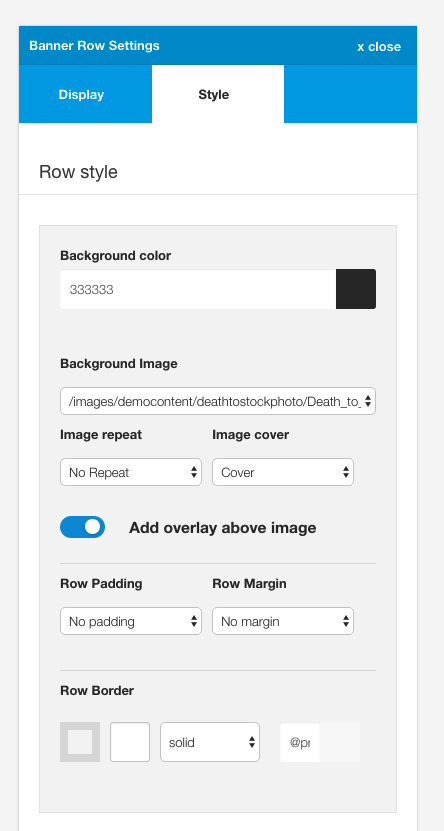 Banner Row Settings x close
Display Style
Row style
Background color
333333
Background Image
/images/democontent/deathtostockphoto/Death_to_
Image repeat Image cover
No Repeat Cover
Add overlay above image
Row Padding Row Margin
No padding No margin
Row Border
solid @pr